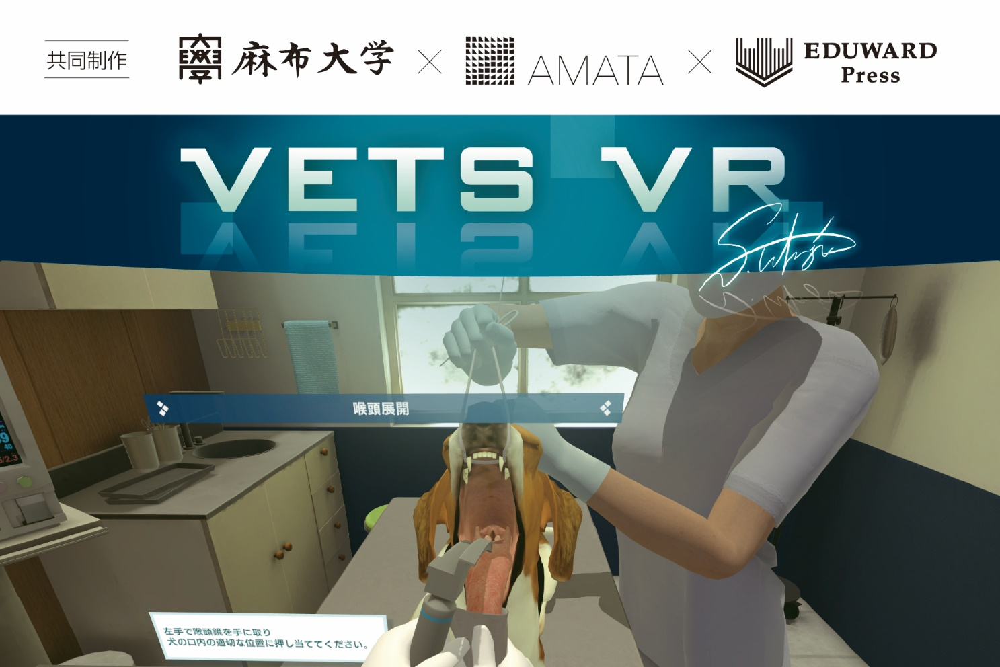 共同制作
麻布大学 × AMATA × EDUWARD Press
VETS VR
喉頭展開
左手で喉頭鏡を手に取り
犬の口内の適切な位置に押し当ててください。